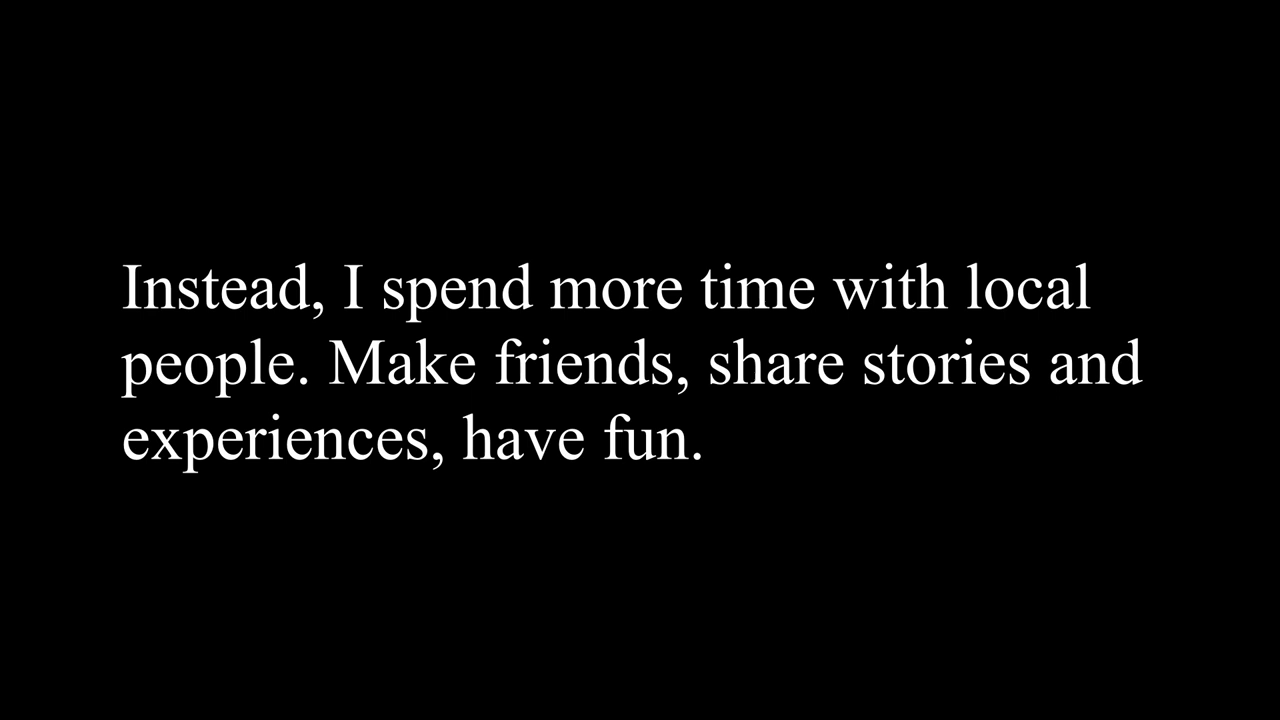 Instead, I spend more time with local
people. Make friends, share stories and
experiences, have fun.